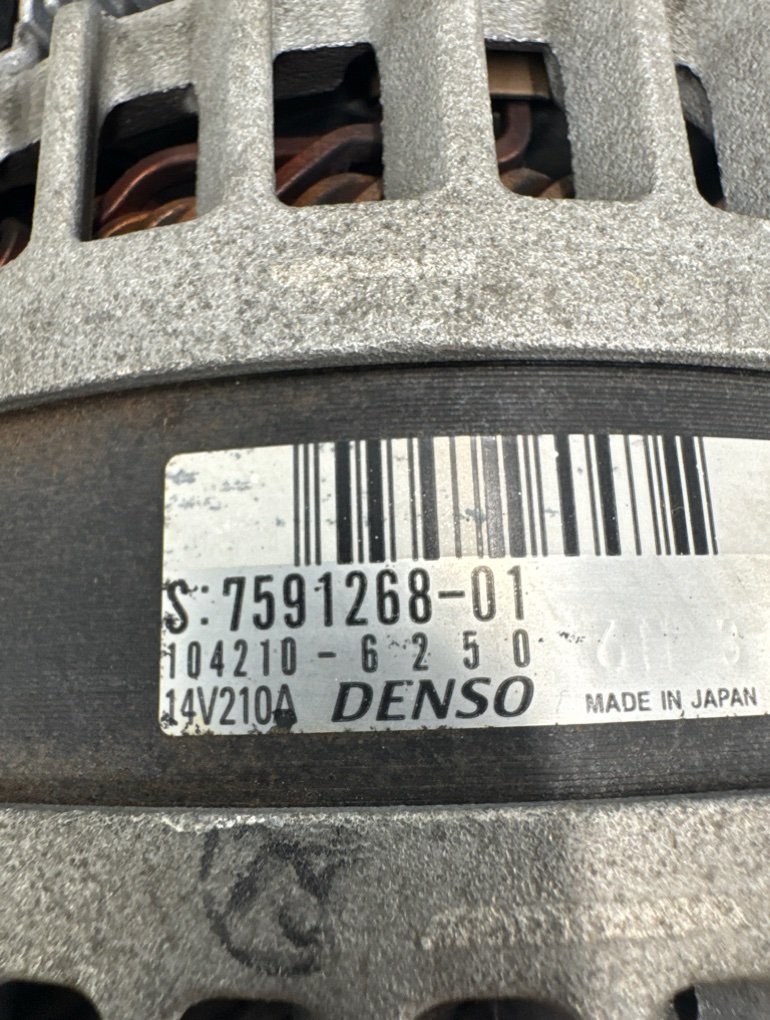 S:7591268-01
104210-6250
14V210A DENSO MADE IN JAPAN